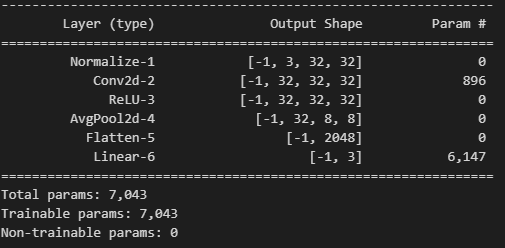 ----------------------------------------------------------------
Layer (type) Output Shape Param #
================================================================
Normalize-1 [-1, 3, 32, 32] 0
Conv2d-2 [-1, 32, 32, 32] 896
ReLU-3 [-1, 32, 32, 32] 0
AvgPool2d-4 [-1, 32, 8, 8] 0
Flatten-5 [-1, 2048] 0
Linear-6 [-1, 3] 6,147
================================================================
Total params: 7,043
Trainable params: 7,043
Non-trainable params: 0